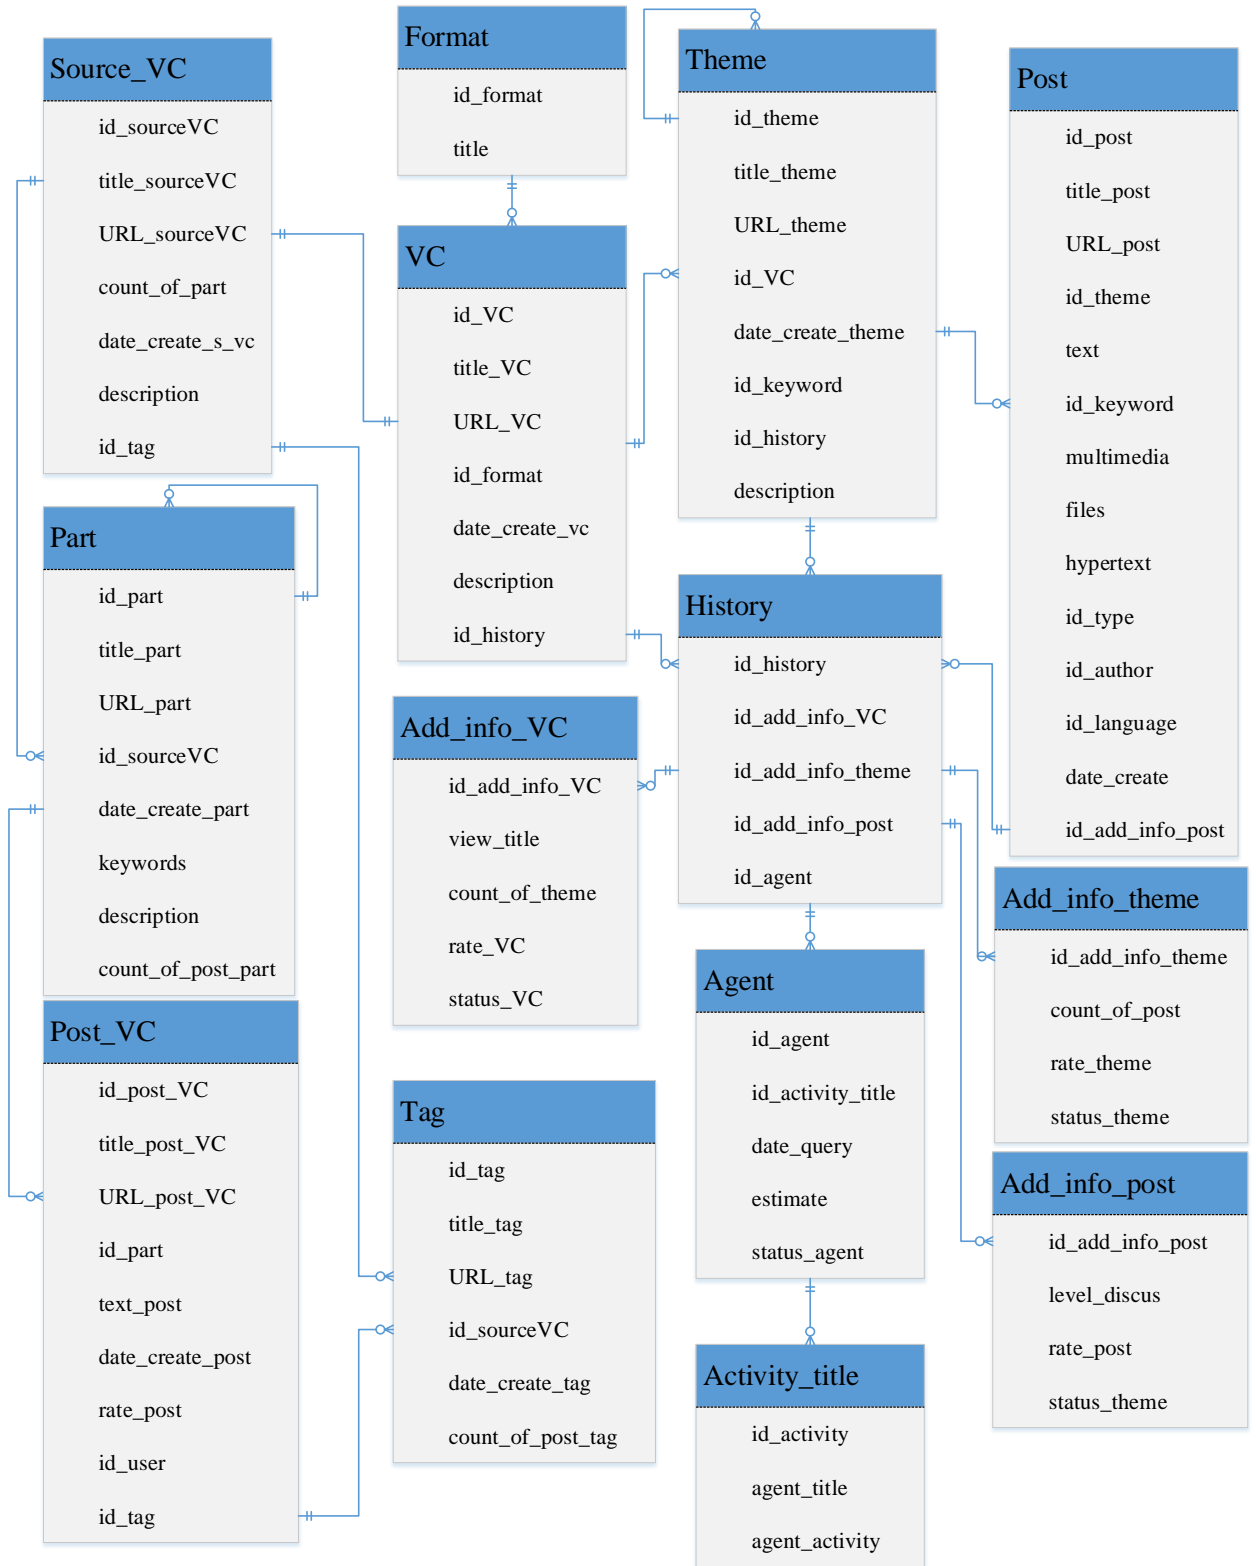 Source_VC
id_sourceVC
title_sourceVC
URL_sourceVC
count_of_part
date_create_s_vc
description
id_tag
Part
id_part
title_part
URL_part
id_sourceVC
date_create_part
keywords
description
count_of_post_part
Post_VC
id_post_VC
title_post_VC
URL_post_VC
id_part
text_post
date_create_post
rate_post
id_user
id_tag
Format
id_format
title
VC
id_VC
title_VC
URL_VC
id_format
date_create_vc
description
id_history
Add_info_VC
id_add_info_VC
view_title
count_of_theme
rate_VC
status_VC
Tag
id_tag
title_tag
URL_tag
id_sourceVC
date_create_tag
count_of_post_tag
Theme
id_theme
title_theme
URL_theme
id_VC
date_create_theme
id_keyword
id_history
description
History
id_history
id_add_info_VC
id_add_info_theme
id_add_info_post
id_agent
Agent
id_agent
id_activity_title
date_query
estimate
status_agent
Activity_title
id_activity
agent_title
agent_activity
Post
id_post
title_post
URL_post
id_theme
text
id_keyword
multimedia
files
hypertext
id_type
id_author
id_language
date_create
id_add_info_post
Add_info_theme
id_add_info_theme
count_of_post
rate_theme
status_theme
Add_info_post
id_add_info_post
level_discus
rate_post
status_theme